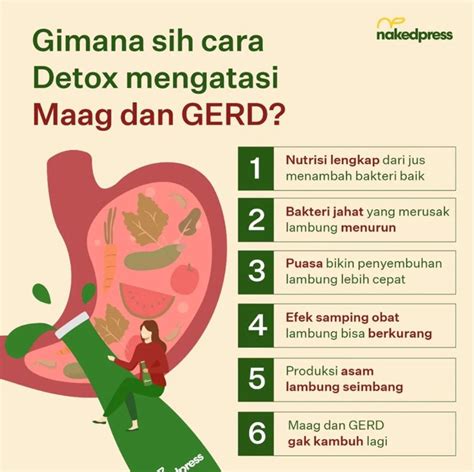 nakedpress
Gimana sih cara
Detox mengatasi
Maag dan GERD?
1
Nutrisi lengkap dari jus
menambah bakteri baik
2
Bakteri jahat yang merusak
lambung menurun
3
Puasa bikin penyembuhan
lambung lebih cepat
4
Efek samping obat
lambung bisa berkurang
5
Produksi asam
lambung seimbang
6
Maag dan GERD
gak kambuh lagi
nakedpress